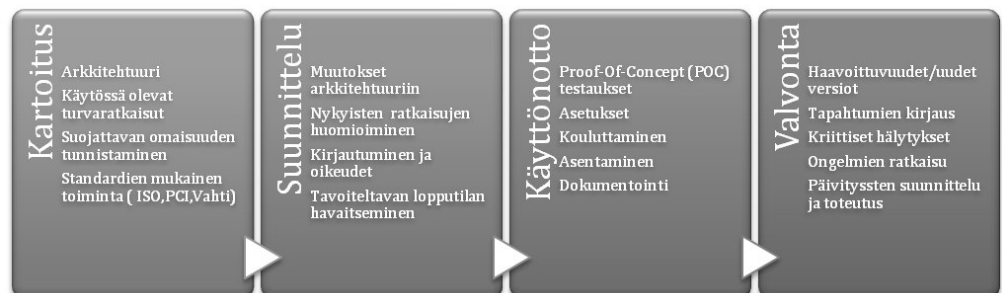 Kartoitus
Arkkitehtuuri
Käytössä olevat
turvaratkaisut
Suojattavan omaisuuden
tunnistaminen
Standardien mukainen
toiminta ( ISO,PCI,Vahti)
Suunnittelu
Muutokset
arkkitehtuuriin
Nykyisten ratkaisujen
huomioiminen
Kirjautuminen ja
oikeudet
Tavoiteltavan lopputilan
havaitseminen
Käyttönotto
Proof-Of-Concept (POC)
testaukset
Asetukset
Kouluttaminen
Asentaminen
Dokumentointi
Valvonta
Haavoittuvuudet/uudet
versiot
Tapahtumien kirjaus
Kriittiset hälytykset
Ongelmien ratkaisu
Päivityssten suunnittelu
ja toteutus